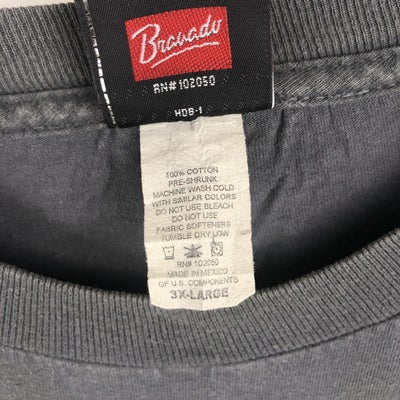 Bravado
RN#102050
HDB-1
100% COTTON
PRE-SHRUNK
MACHINE WASH COLD
WITH SIMILAR COLORS
DO NOT USE BLEACH
DO NOT USE
FABRIC SOFTENERS
TUMBLE DRY LOW
RN# 102050
MADE IN MEXICO
OF U.S. COMPONENTS
3X-LARGE